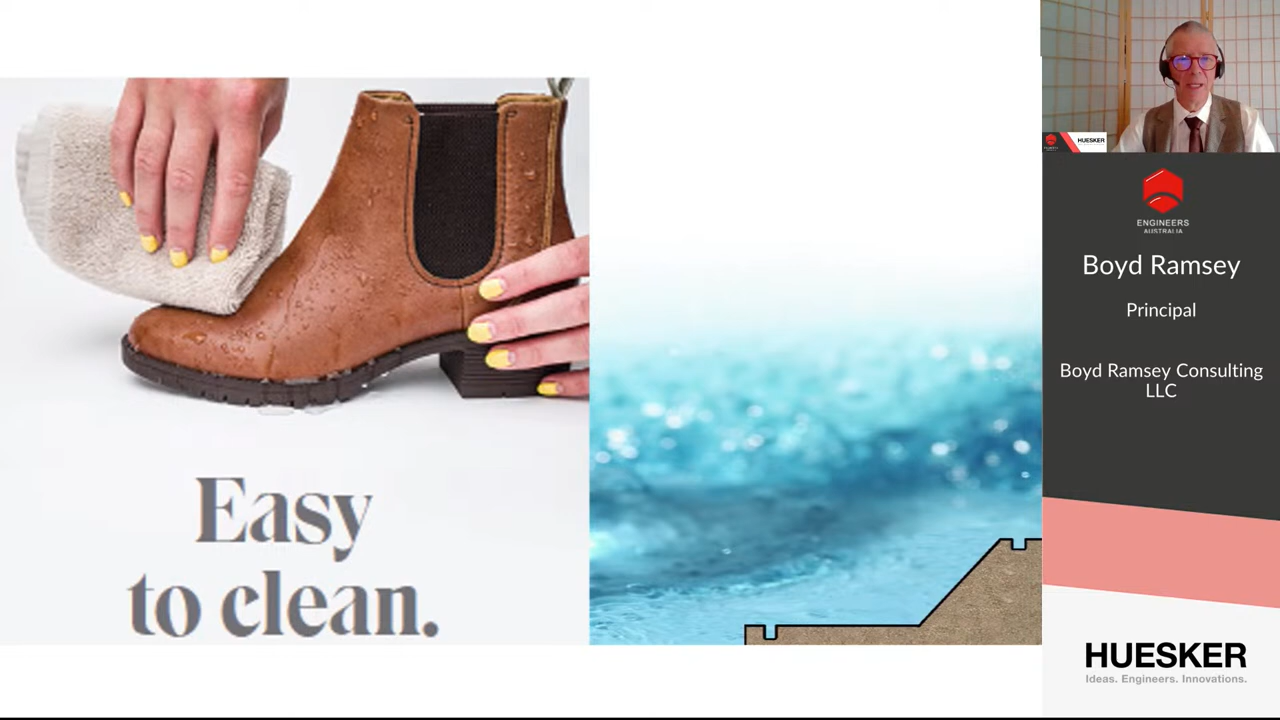 Easy
to clean.
HUESKER
ENGINEERS
AUSTRALIA
Boyd Ramsey
Principal
Boyd Ramsey Consulting
LLC
HUESKER
Ideas. Engineers. Innovations.